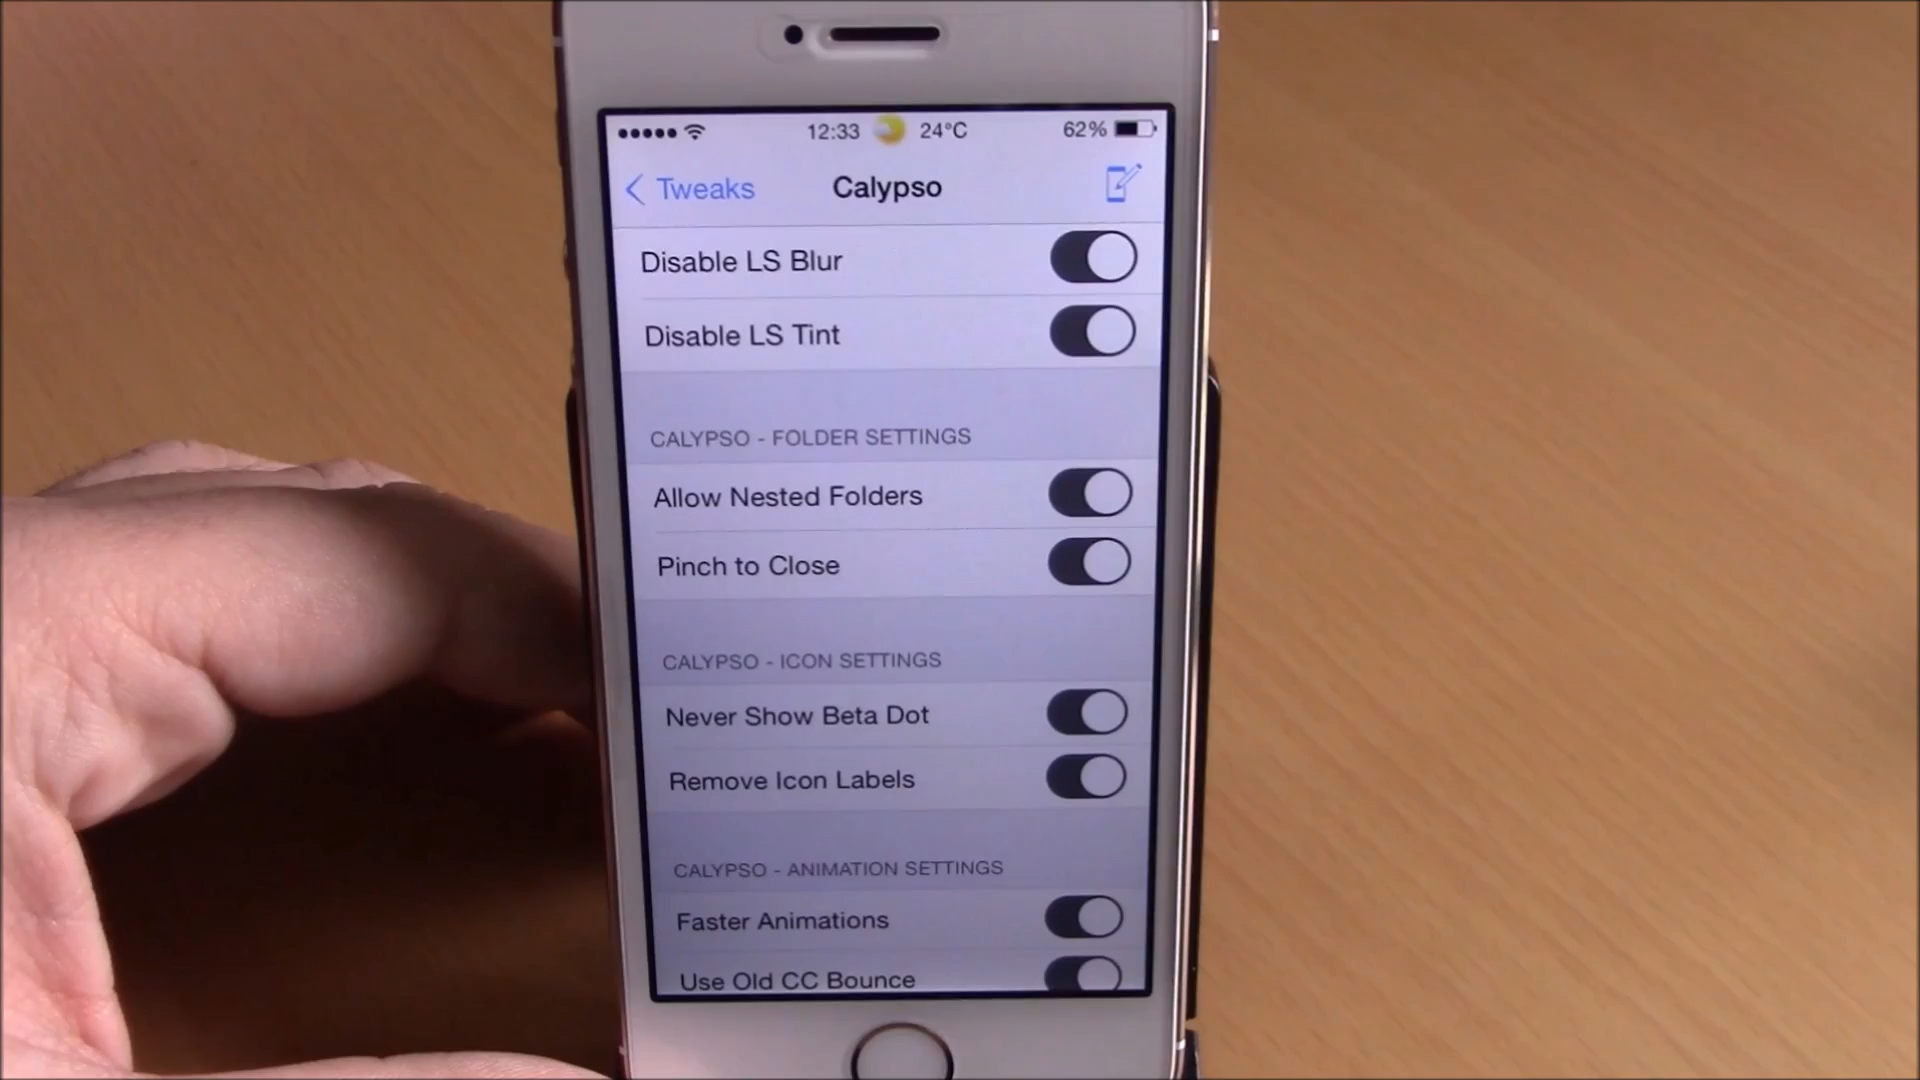 12:33 24°C 62%
Tweaks Calypso
Disable LS Blur
Disable LS Tint
CALYPSO - FOLDER SETTINGS
Allow Nested Folders
Pinch to Close
CALYPSO - ICON SETTINGS
Never Show Beta Dot
Remove Icon Labels
CALYPSO - ANIMATION SETTINGS
Faster Animations
Use Old CC Bounce